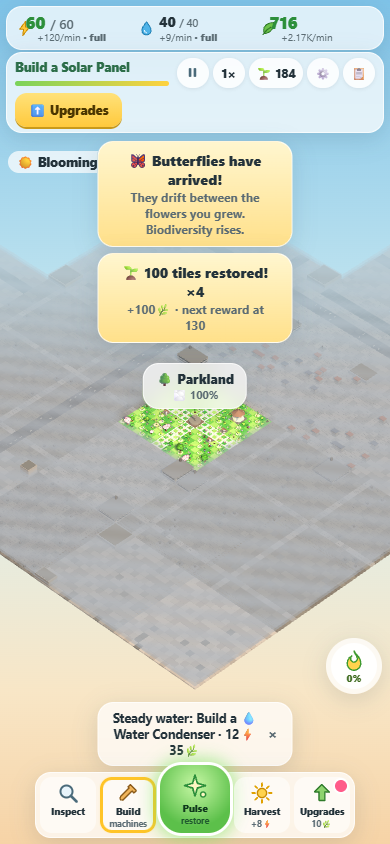 60 / 60
+120/min · full
40 / 40
+9/min · full
716
+2.17K/min
Build a Solar Panel
1×
184
Upgrades
Blooming
Butterflies have
arrived!
They drift between the
flowers you grew.
Biodiversity rises.
100 tiles restored!
×4
+100 · next reward at
130
Parkland
100%
0%
Steady water: Build a
Water Condenser · 12
35
×
Inspect
Build
machines
Pulse
restore
Harvest
+8
Upgrades
10